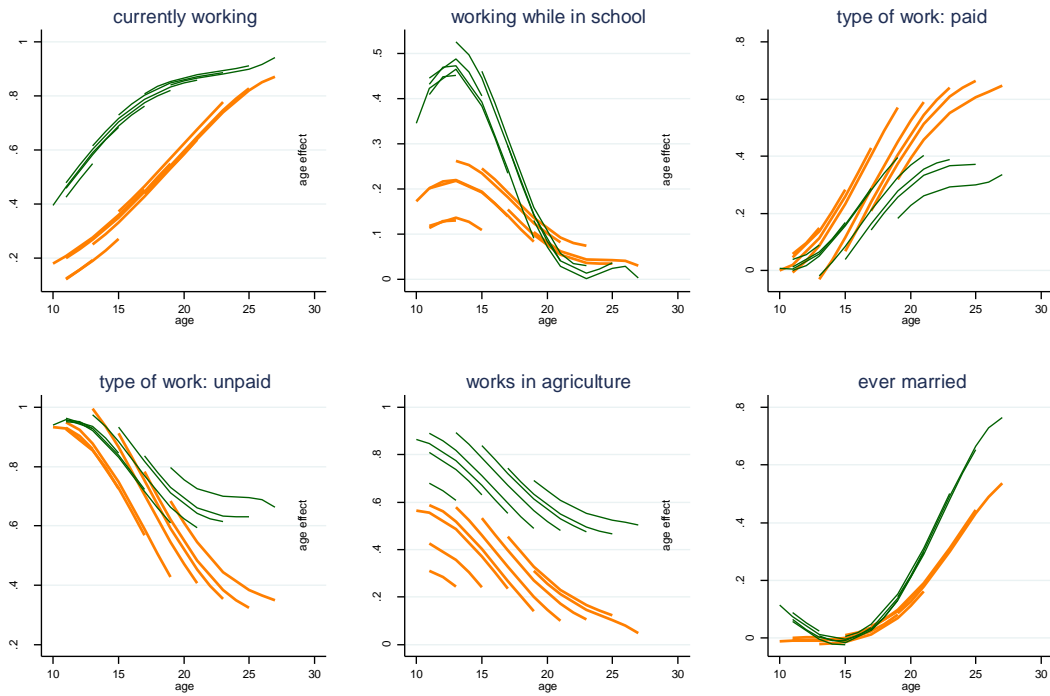 currently working
1
.8
.6
.4
.2
10 15 20 25 30
age
working while in school
age effect
.5
.4
.3
.2
.1
0
10 15 20 25 30
age
type of work: paid
age effect
.8
.6
.4
.2
0
10 15 20 25 30
age
type of work: unpaid
1
.8
.6
.4
.2
10 15 20 25 30
age
works in agriculture
age effect
1
.8
.6
.4
.2
0
10 15 20 25 30
age
ever married
age effect
.8
.6
.4
.2
0
10 15 20 25 30
age